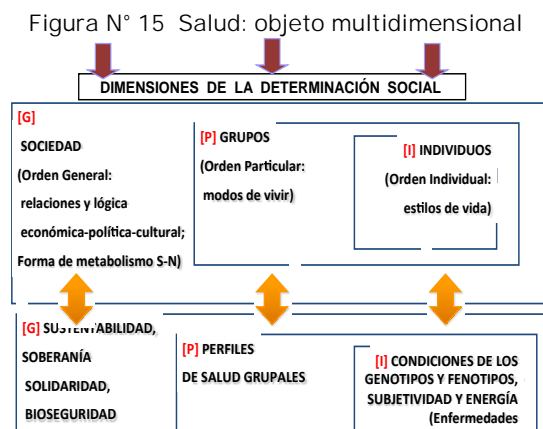 Figura N° 15 Salud: objeto multidimensional
DIMENSIONES DE LA DETERMINACIÓN SOCIAL
[G]
SOCIEDAD
(Orden General:
relaciones y lógica
económica-política-cultural;
Forma de metabolismo S-N)
[P] GRUPOS
(Orden Particular:
modos de vivir)
[I] INDIVIDUOS
(Orden Individual:
estilos de vida)
[G] SUSTENTABILIDAD,
SOBERANÍA
SOLIDARIDAD,
BIOSEGURIDAD
[P] PERFILES
DE SALUD GRUPALES
[I] CONDICIONES DE LOS
GENOTIPOS Y FENOTIPOS,
SUBJETIVIDAD Y ENERGÍA
(Enfermedades